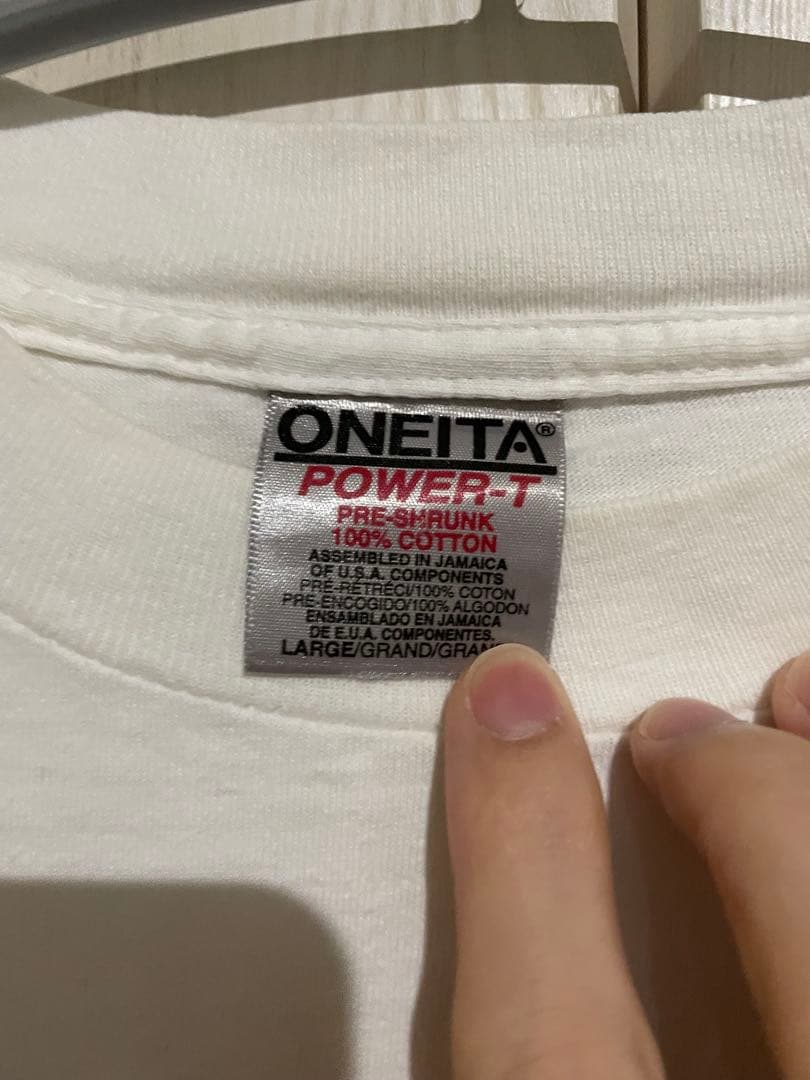 ONEITA®
POWER-T
PRE-SHRUNK
100% COTTON
ASSEMBLED IN JAMAICA
OF U.S.A. COMPONENTS
PRÉ-RÉTRÉCI/100% COTON
PRE-ENCOGIDO/100% ALGODON
ENSAMBLADO EN JAMAICA
DE E.U.A. COMPONENTES.
LARGE/GRAND/